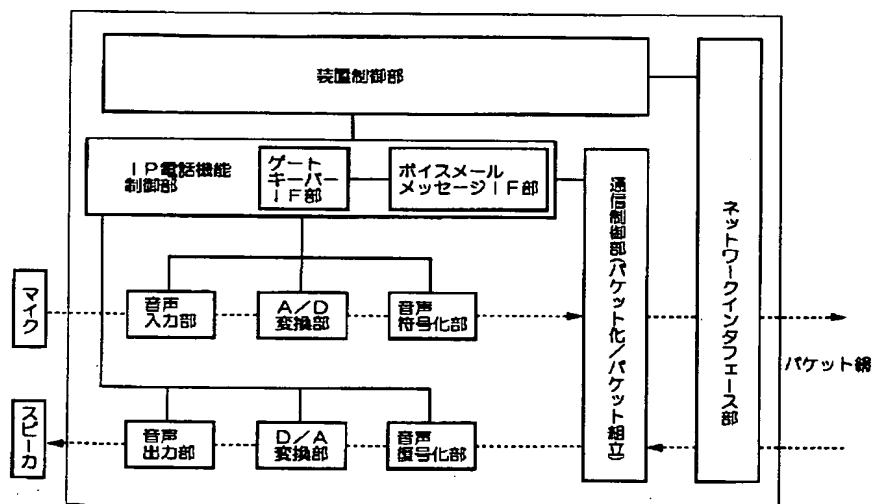 装置制御部
IP電話機能
制御部
ゲート
キーパー
IF部
ボイスメール
メッセージIF部
通信制御部(パケット化/パケット組立)
ネットワークインタフェース部
マイク
音声
入力部
A/D
変換部
音声
符号化部
パケット網
スピーカ
音声
出力部
D/A
変換部
音声
復号化部